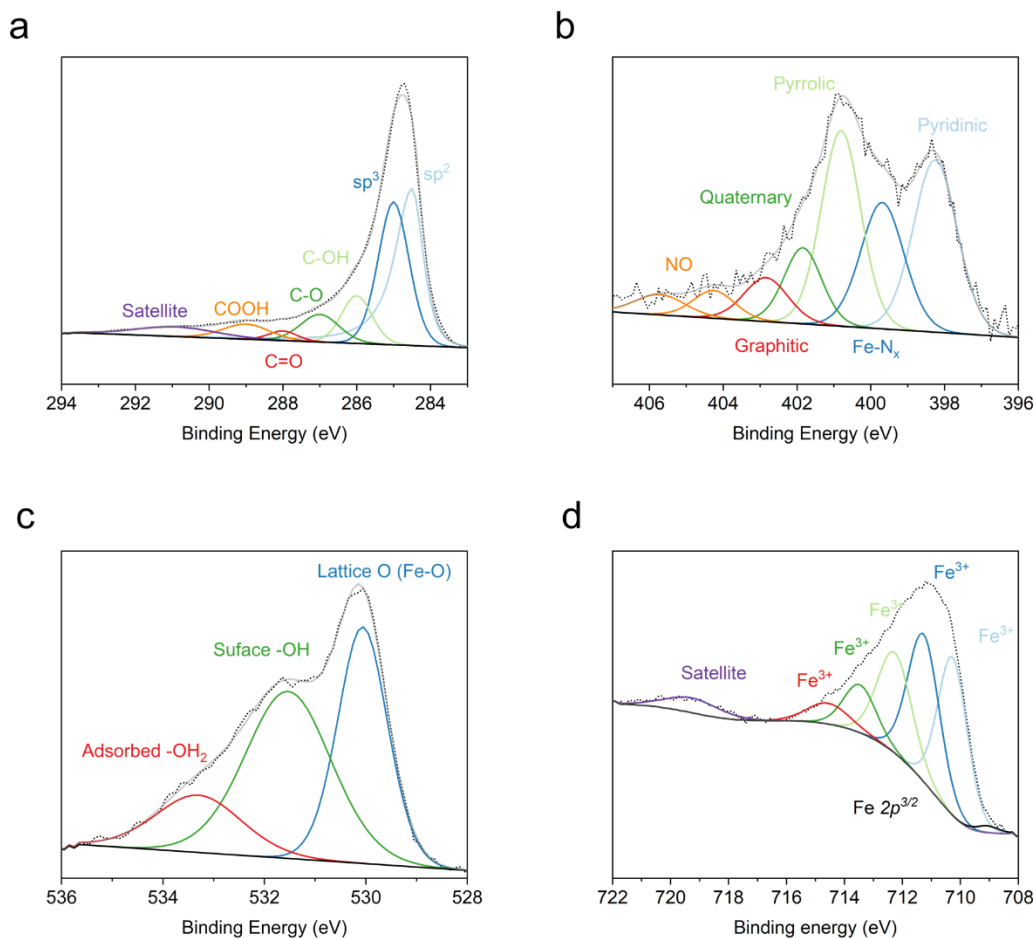 a
sp³
sp²
C-OH
C-O
COOH
Satellite
C=O
294
292
290
288
286
284
Binding Energy (eV)
b
Pyrrolic
Pyridinic
Quaternary
NO
Graphitic
Fe-Nₓ
406
404
402
400
398
396
Binding Energy (eV)
c
Lattice O (Fe-O)
Suface -OH
Adsorbed -OH₂
536
534
532
530
528
Binding Energy (eV)
d
Fe³⁺
Fe³⁺
Fe³⁺
Fe³⁺
Fe³⁺
Satellite
Fe 2p³ᐟ²
722
720
718
716
714
712
710
708
Binding energy (eV)